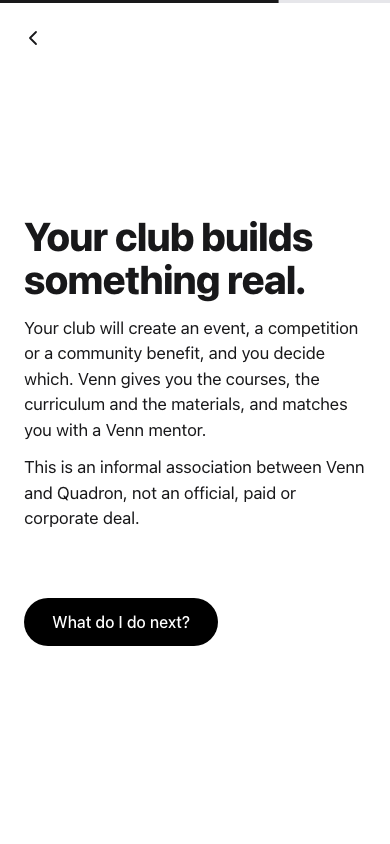 Your club builds
something real.
Your club will create an event, a competition
or a community benefit, and you decide
which. Venn gives you the courses, the
curriculum and the materials, and matches
you with a Venn mentor.
This is an informal association between Venn
and Quadron, not an official, paid or
corporate deal.
What do I do next?